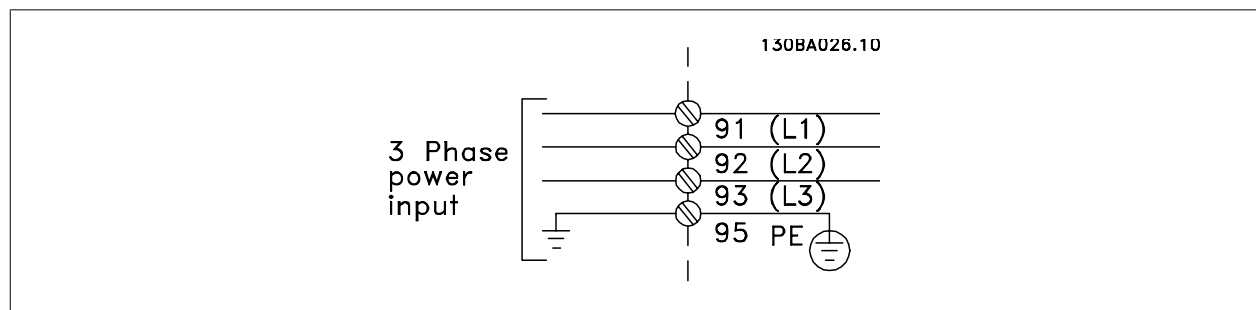 130BA026.10
3 Phase
power
input
91 (L1)
92 (L2)
93 (L3)
95 PE